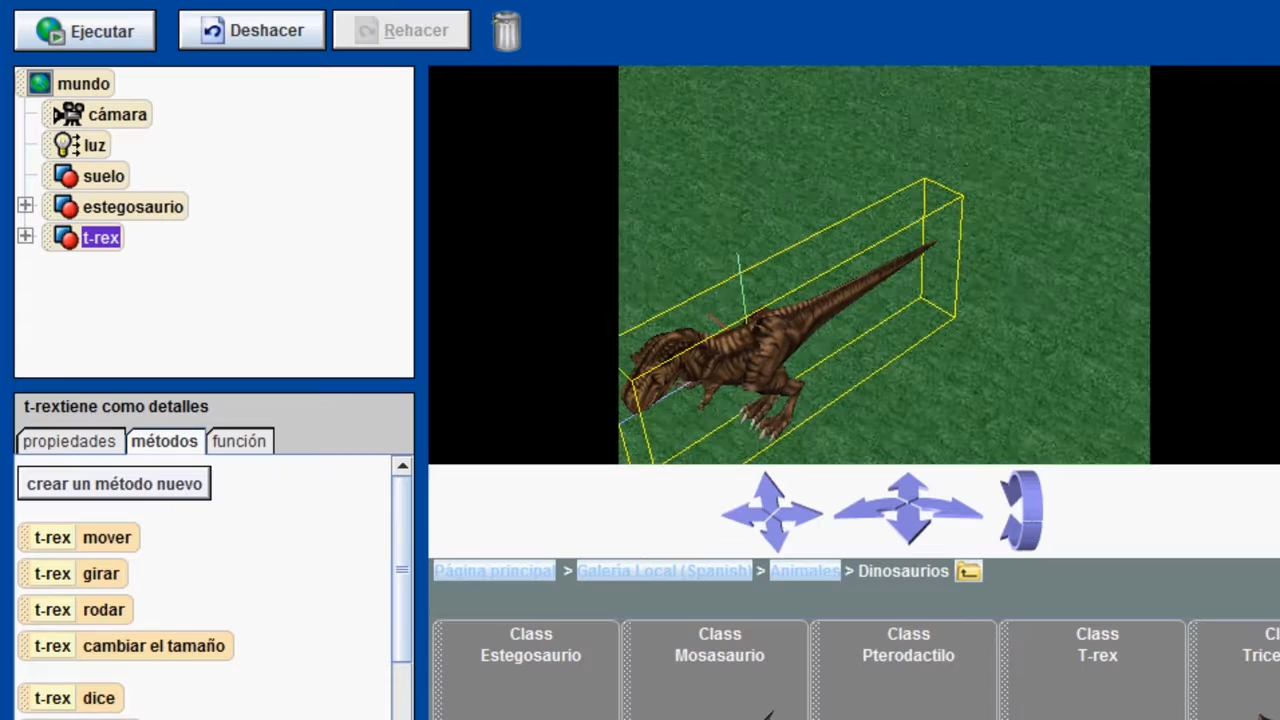 Ejecutar
Deshacer
Rehacer
mundo
cámara
luz
suelo
estegosaurio
t-rex
t-rextiene como detalles
propiedades
métodos
función
crear un método nuevo
t-rex mover
t-rex girar
t-rex rodar
t-rex cambiar el tamaño
t-rex dice
Página principal > Galería Local (Spanish) > Animales > Dinosaurios
Class
Estegosaurio
Class
Mosasaurio
Class
Pterodactilo
Class
T-rex